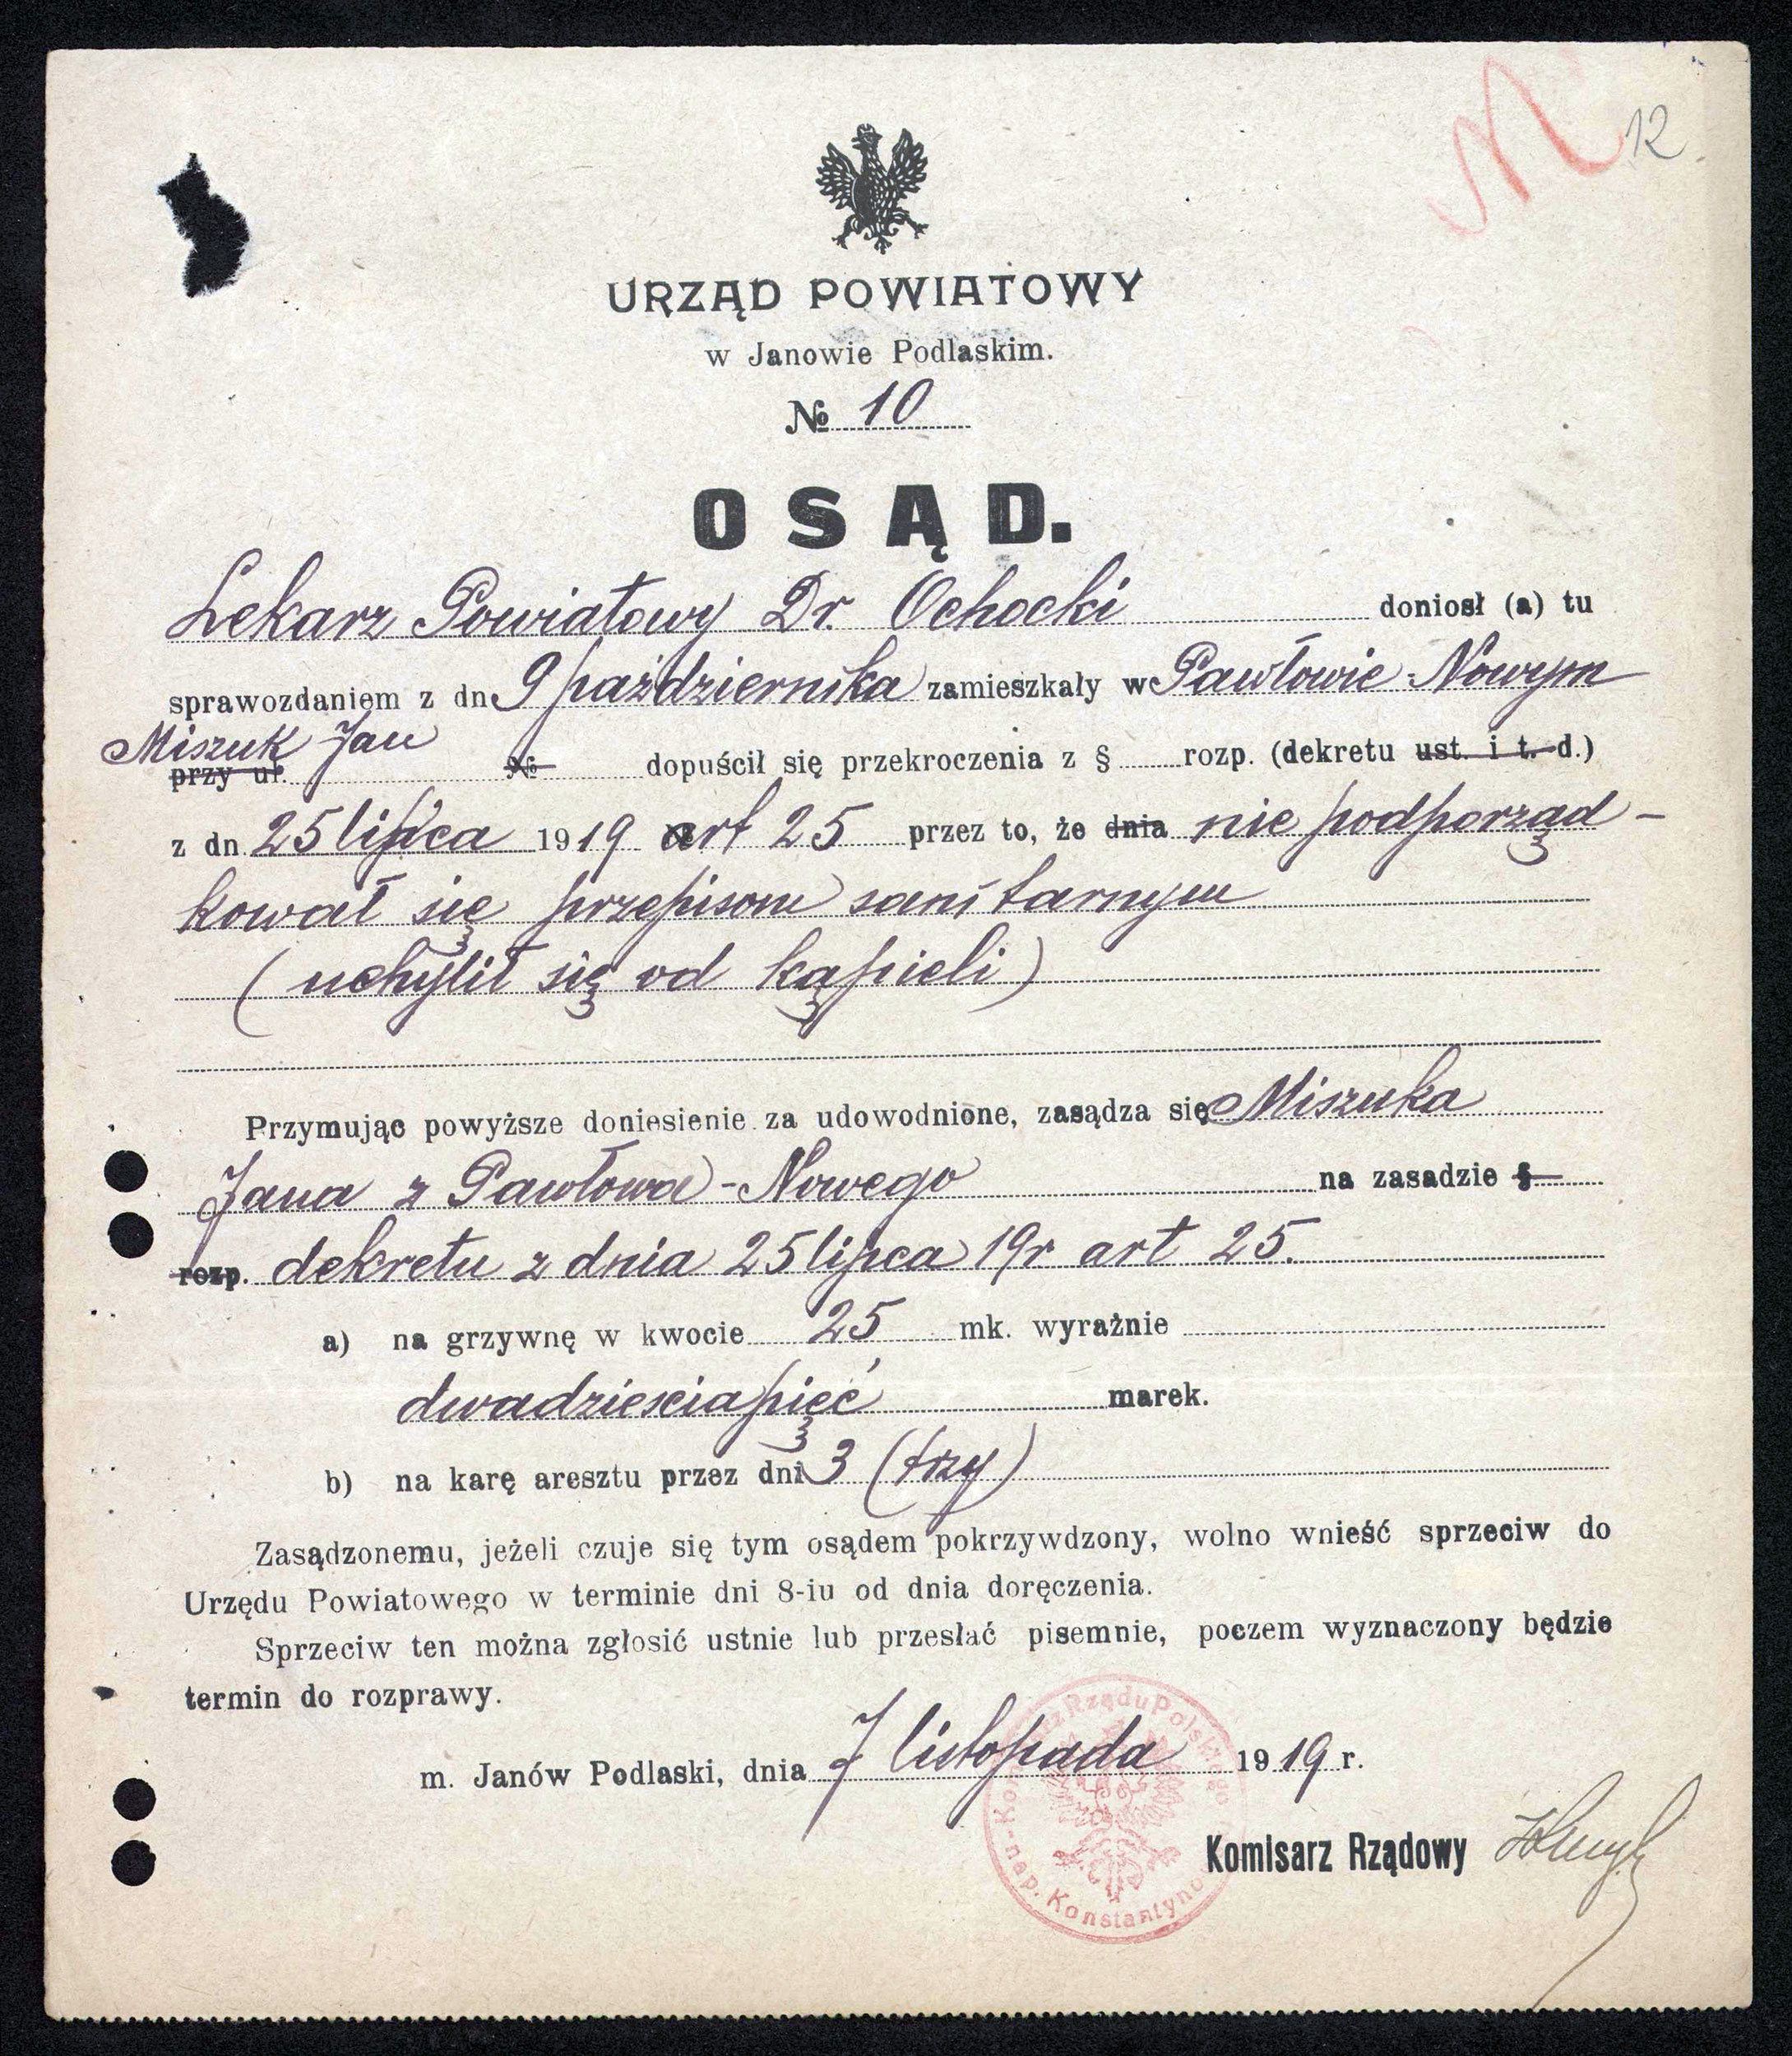 12
URZĄD POWIATOWY
w Janowie Podlaskim.
№ 10
OSĄD.
Lekarz Powiatowy Dr. Ochocki doniosł (a) tu
sprawozdaniem z dn 9 października zamieszkały w Pawłowie-Nowym
Miszuk Jan
przy ul. № dopuścił się przekroczenia z § rozp. (dekretu ust. i t. d.)
z dn 25 lipca 1919 art 25 przez to, że dnia nie podporząd-
kował się przepisom sanitarnym
(uchylił się od kąpieli)
Przymując powyższe doniesienie za udowodnione, zasądza się Miszuka
Jana z Pawłowa-Nowego na zasadzie §
rozp. dekretu z dnia 25 lipca 19r art 25.
a) na grzywnę w kwocie 25 mk. wyraźnie
dwadzieściapięć marek.
b) na karę aresztu przez dni 3 (trzy)
Zasądzonemu, jeżeli czuje się tym osądem pokrzywdzony, wolno wnieść sprzeciw do
Urzędu Powiatowego w terminie dni 8-iu od dnia doręczenia.
Sprzeciw ten można zgłosić ustnie lub przesłać pisemnie, poczem wyznaczony będzie
termin do rozprawy.
m. Janów Podlaski, dnia 7 listopada 1919 r.
Komisarz Rządowy
Rządu Polskiego
nap. Konstantyno